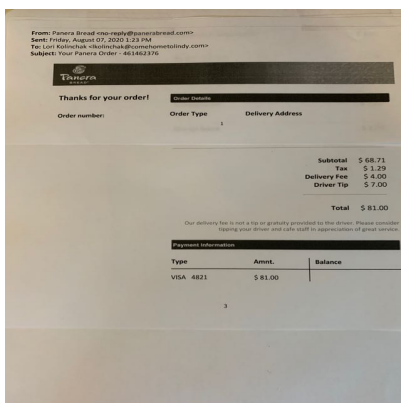 From: Panera Bread <no-reply@panerabread.com>
Sent: Friday, August 07, 2020 1:23 PM
To: Lori Kolinchak <lkolinchak@comehometolindy.com>
Subject: Your Panera Order - 461462376
Panera
BREAD
Thanks for your order!
Order Details
Order number:
Order Type Delivery Address
1
Subtotal $ 68.71
Tax $ 1.29
Delivery Fee $ 4.00
Driver Tip $ 7.00
Total $ 81.00
Our delivery fee is not a tip or gratuity provided to the driver. Please consider
tipping your driver and cafe staff in appreciation of great service.
Payment Information
Type Amnt. Balance
VISA 4821 $ 81.00
3